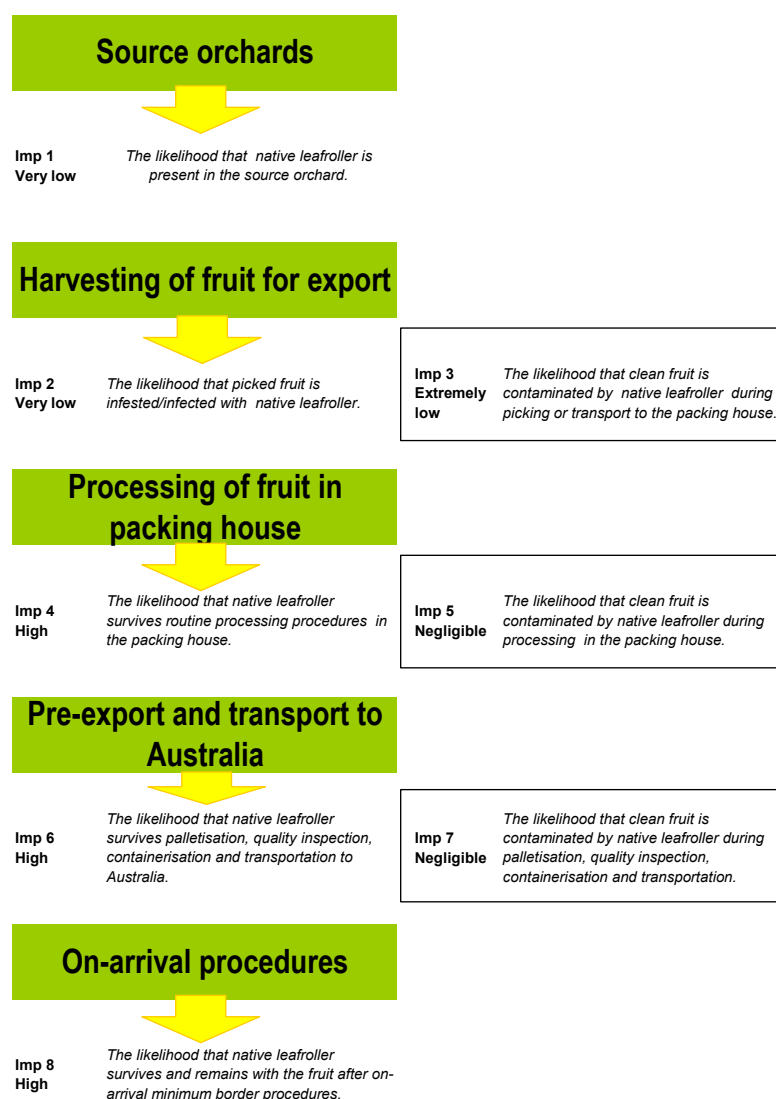 Source orchards
Imp 1
Very low
The likelihood that native leafroller is
present in the source orchard.
Harvesting of fruit for export
Imp 2
Very low
The likelihood that picked fruit is
infested/infected with native leafroller.
Imp 3
Extremely
low
The likelihood that clean fruit is
contaminated by native leafroller during
picking or transport to the packing house.
Processing of fruit in
packing house
Imp 4
High
The likelihood that native leafroller
survives routine processing procedures in
the packing house.
Imp 5
Negligible
The likelihood that clean fruit is
contaminated by native leafroller during
processing in the packing house.
Pre-export and transport to
Australia
Imp 6
High
The likelihood that native leafroller
survives palletisation, quality inspection,
containerisation and transportation to
Australia.
Imp 7
Negligible
The likelihood that clean fruit is
contaminated by native leafroller during
palletisation, quality inspection,
containerisation and transportation.
On-arrival procedures
Imp 8
High
The likelihood that native leafroller
survives and remains with the fruit after on-
arrival minimum border procedures.